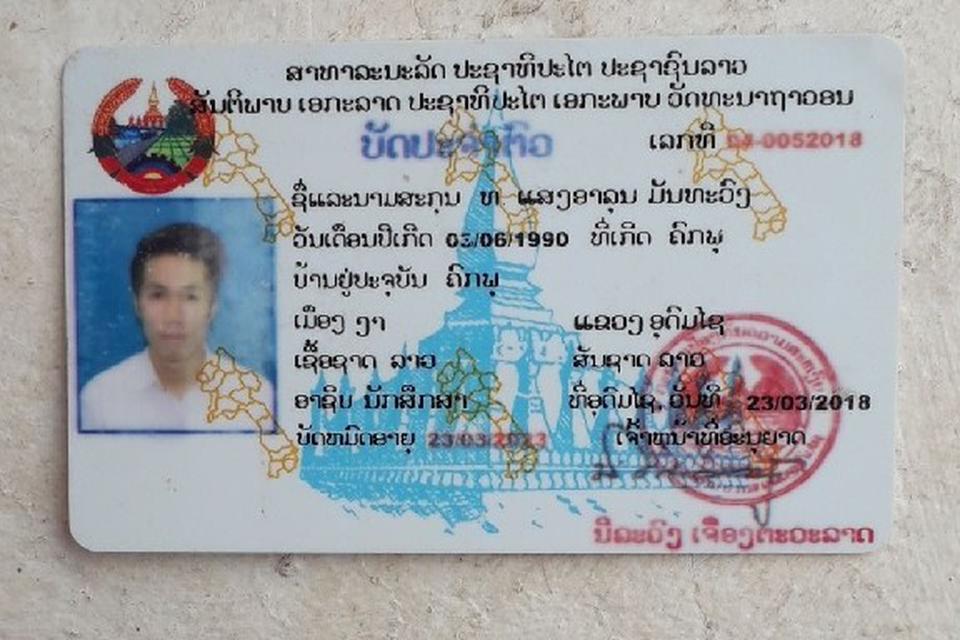 ສາທາລະນະລັດ ປະຊາທິປະໄຕ ປະຊາຊົນລາວ
ສັນຕິພາບ ເອກະລາດ ປະຊາທິປະໄຕ ເອກະພາບ ວັດທະນາຖາວອນ
ບັດປະຈຳຕົວ
ເລກທີ 04-0052018
ຊື່ແລະນາມສະກຸນ ທ ແສງອາລຸນ ມັນທະວົງ
ວັນເດືອນປີເກີດ 03/06/1990 ທີ່ເກີດ ຄົກພຸ
ບ້ານຢູ່ປະຈຸບັນ ຄົກພຸ
ເມືອງ ງາ ແຂວງ ອຸດົມໄຊ
ເຊື້ອຊາດ ລາວ ສັນຊາດ ລາວ
ອາຊີບ ນັກສຶກສາ ທີ່ອຸດົມໄຊ, ວັນທີ 23/03/2018
ບັດໝົດອາຍຸ 23/03/2023 ເຈົ້າຫນ້າທີ່ອະນຸຍາດ
ນິລະວົງ ເຈືອງຕະວະລາດ